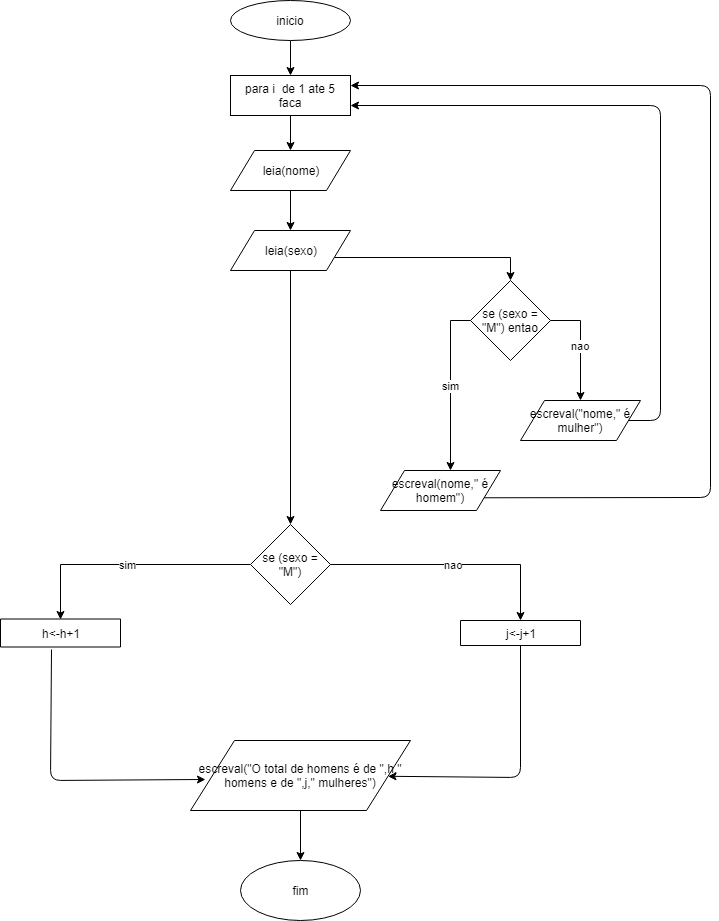 inicio
para i  de 1 ate 5
faca
leia(nome)
leia(sexo)
se (sexo =
"M") entao
nao
sim
escreval("nome," é
mulher")
escreval(nome," é
homem")
se (sexo =
"M")
sim
nao
h<-h+1
j<-j+1
escreval("O total de homens é de ",h,"
homens e de ",j," mulheres")
fim